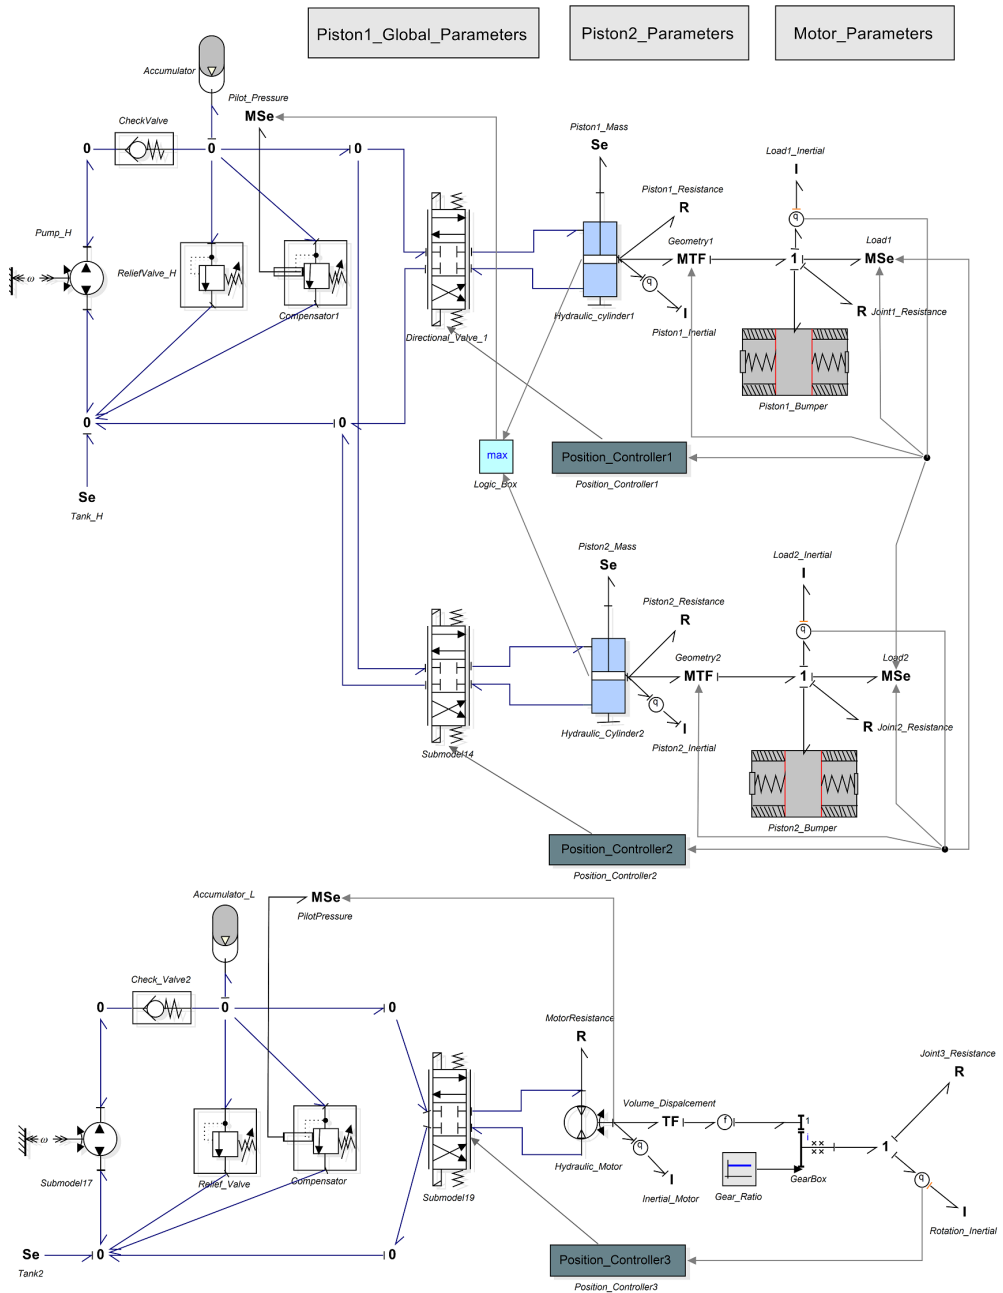 Piston1_Global_Parameters
Piston2_Parameters
Motor_Parameters
Accumulator
Pilot_Pressure
MSe
CheckValve
0
0
0
Piston1_Mass
Se
Load1_Inertial
I
Piston1_Resistance
R
q
Pump_H
ω
ReliefValve_H
Compensator1
Directional_Valve_1
Hydraulic_cylinder1
Geometry1
MTF
q
I
Piston1_Inertial
1
Load1
MSe
R
Joint1_Resistance
Piston1_Bumper
0
0
Se
Tank_H
max
Logic_Box
Position_Controller1
Position_Controller1
Piston2_Mass
Se
Load2_Inertial
I
Piston2_Resistance
R
q
Submodel14
Hydraulic_Cylinder2
Geometry2
MTF
q
I
Piston2_Inertial
1
Load2
MSe
R
Joint2_Resistance
Piston2_Bumper
Position_Controller2
Position_Controller2
Accumulator_L
MSe
PilotPressure
Check_Valve2
0
0
0
MotorResistance
R
Joint3_Resistance
R
ω
Submodel17
Relief_Valve
Compensator
Submodel19
Hydraulic_Motor
Volume_Dispalcement
TF
f
q
I
Inertial_Motor
1
i
Gear_Ratio
GearBox
1
q
I
Rotation_Inertial
Se
Tank2
0
0
Position_Controller3
Position_Controller3